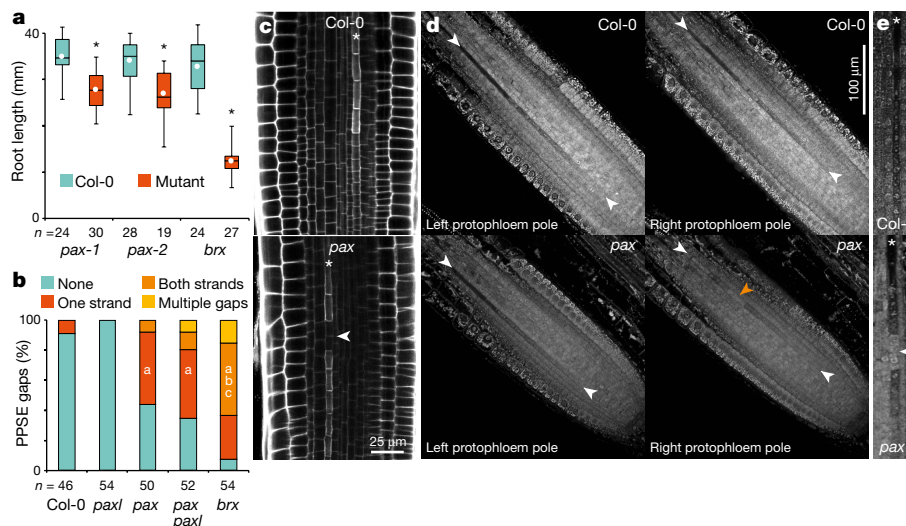 a
Root length (mm)
40
0
Col-0 Mutant
*
*
*
n = 24 30 28 19 24 27
pax-1 pax-2 brx
b
None
One strand
Both strands
Multiple gaps
PPSE gaps (%)
100
0
a
a
a
b
c
n = 46 54 50 52 54
Col-0 paxl pax pax paxl brx
c
Col-0
*
pax
*
25 μm
d
Col-0
Left protophloem pole
Col-0
100 μm
Right protophloem pole
pax
Left protophloem pole
pax
Right protophloem pole
e
*
Col-
*
pax